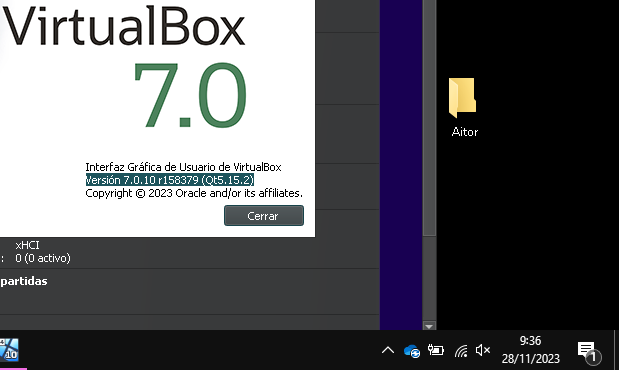 VirtualBox
7.0
Interfaz Gráfica de Usuario de VirtualBox
Versión 7.0.10 r158379 (Qt5.15.2)
Copyright © 2023 Oracle and/or its affiliates.
Cerrar
Aitor
xHCI
: 0 (0 activo)
partidas
10
9:36
28/11/2023
1